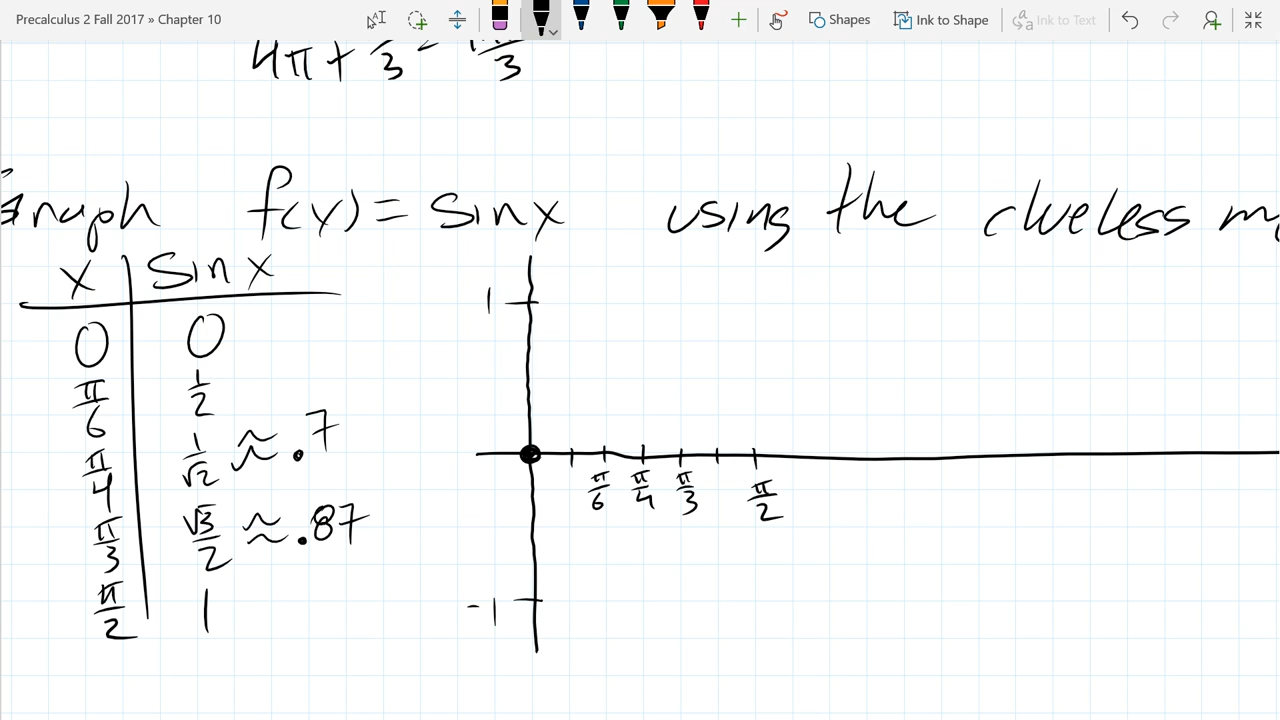 Precalculus 2 Fall 2017 » Chapter 10
Shapes
Ink to Shape
Ink to Text
4π + /3
Graph f(x) = sin x using the clueless
x | sin x
0 | 0
π/6 | 1/2
π/4 | 1/√2 ≈ .7
π/3 | √3/2 ≈ .87
π/2 | 1
1
π/6 π/4 π/3 π/2
-1